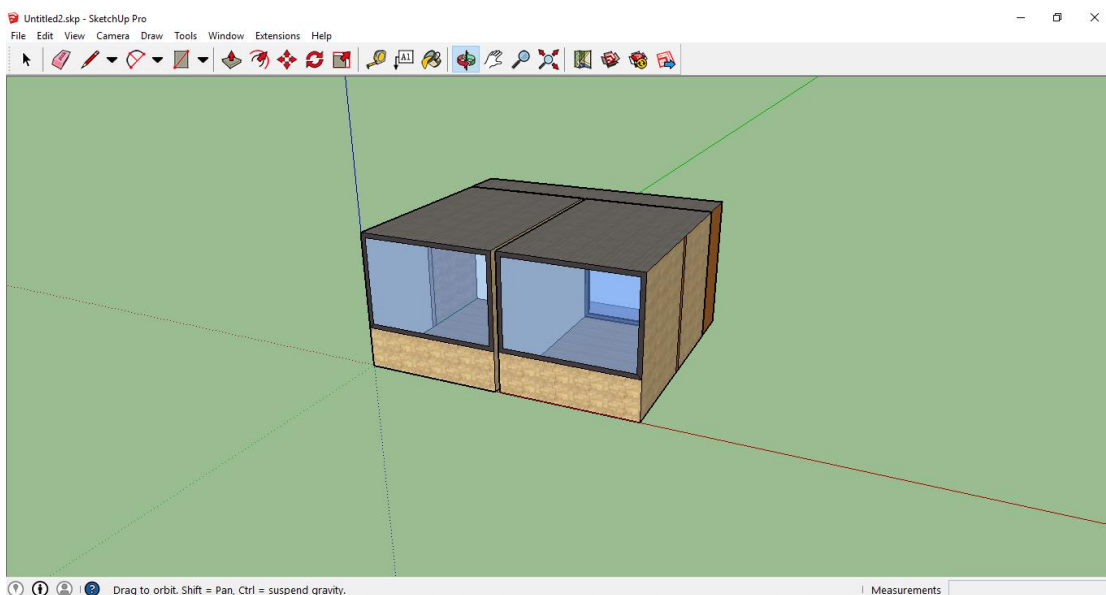 Untitled2.skp - SketchUp Pro
File Edit View Camera Draw Tools Window Extensions Help
A1
Drag to orbit. Shift = Pan, Ctrl = suspend gravity.
Measurements